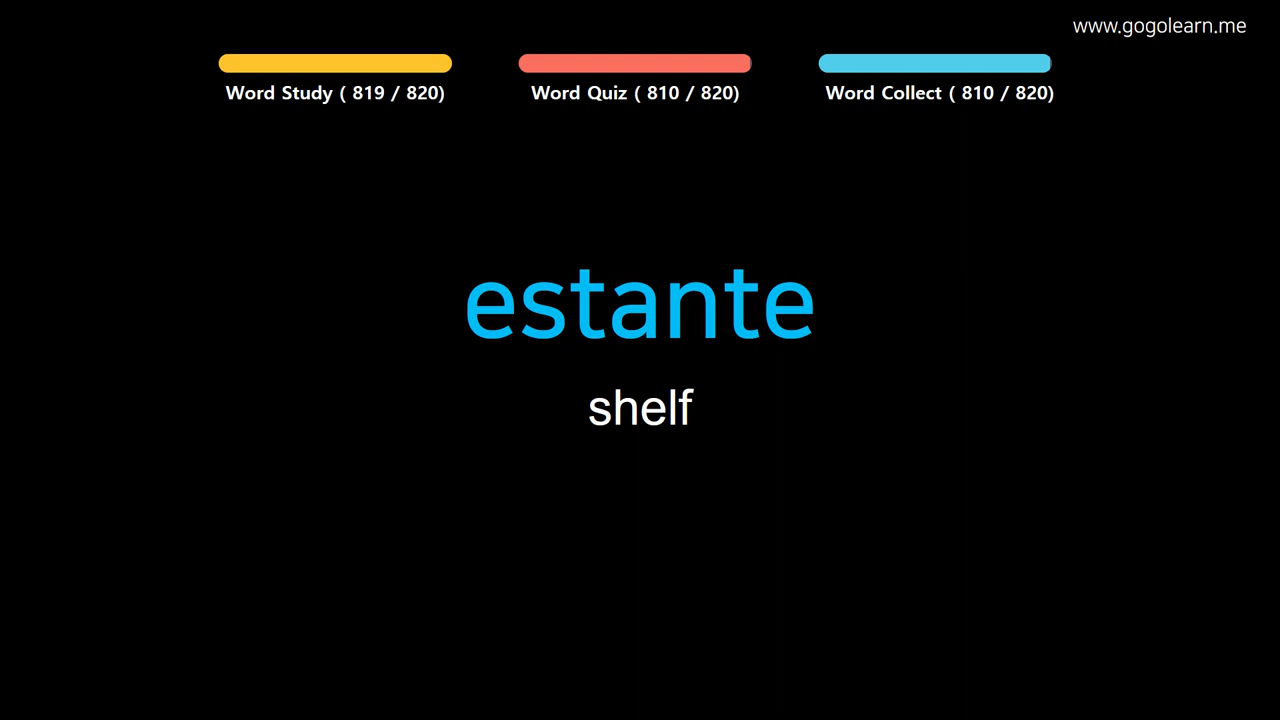 www.gogolearn.me
Word Study ( 819 / 820)
Word Quiz ( 810 / 820)
Word Collect ( 810 / 820)
estante
shelf